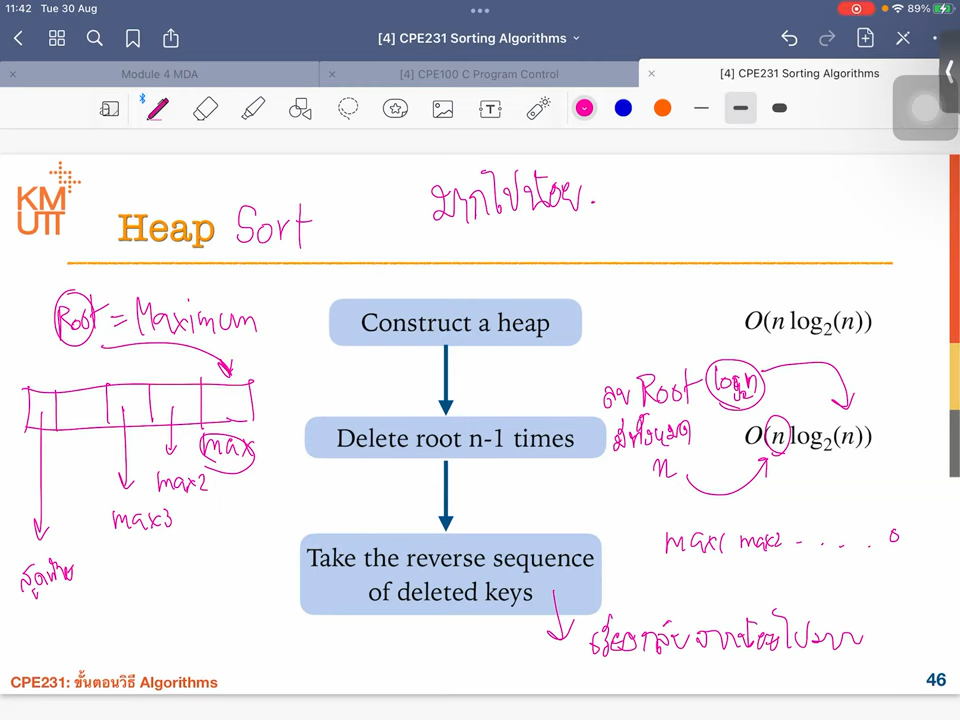 11:42 Tue 30 Aug
89%
[4] CPE231 Sorting Algorithms
Module 4 MDA
[4] CPE100 C Program Control
[4] CPE231 Sorting Algorithms
KM
UTT
Heap Sort
มากไปน้อย.
Root = Maximum
Construct a heap
O(n log₂(n))
ลบ Root log₂n
max
Delete root n-1 times
มีทั้งหมด
n
O(n log₂(n))
max2
max3
สุดท้าย
Take the reverse sequence
of deleted keys
max1 max2 - . . . . 0
เรียงกลับจากน้อยไปมาก
CPE231: ขั้นตอนวิธี Algorithms
46